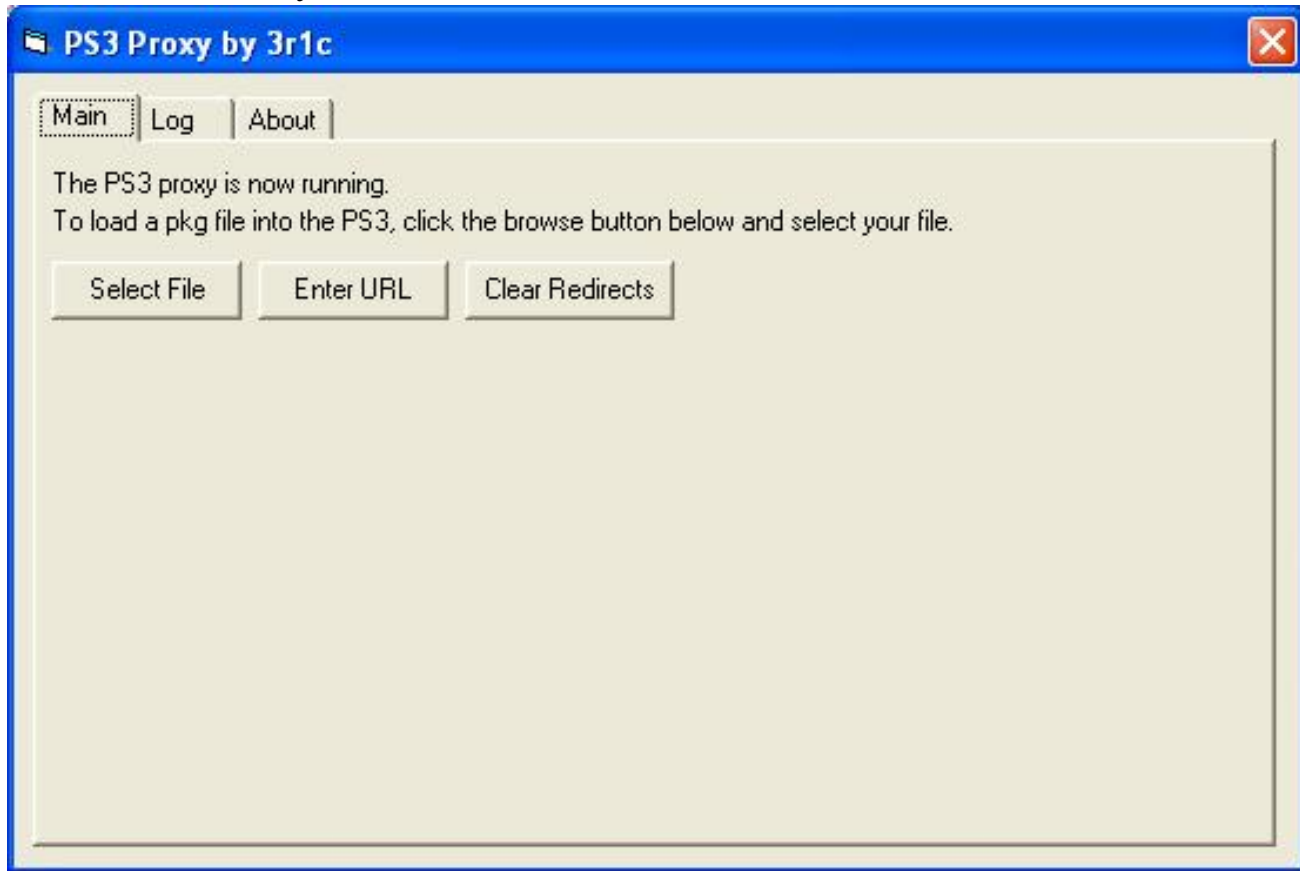 PS3 Proxy by 3r1c
Main Log About
The PS3 proxy is now running.
To load a pkg file into the PS3, click the browse button below and select your file.
Select File Enter URL Clear Redirects